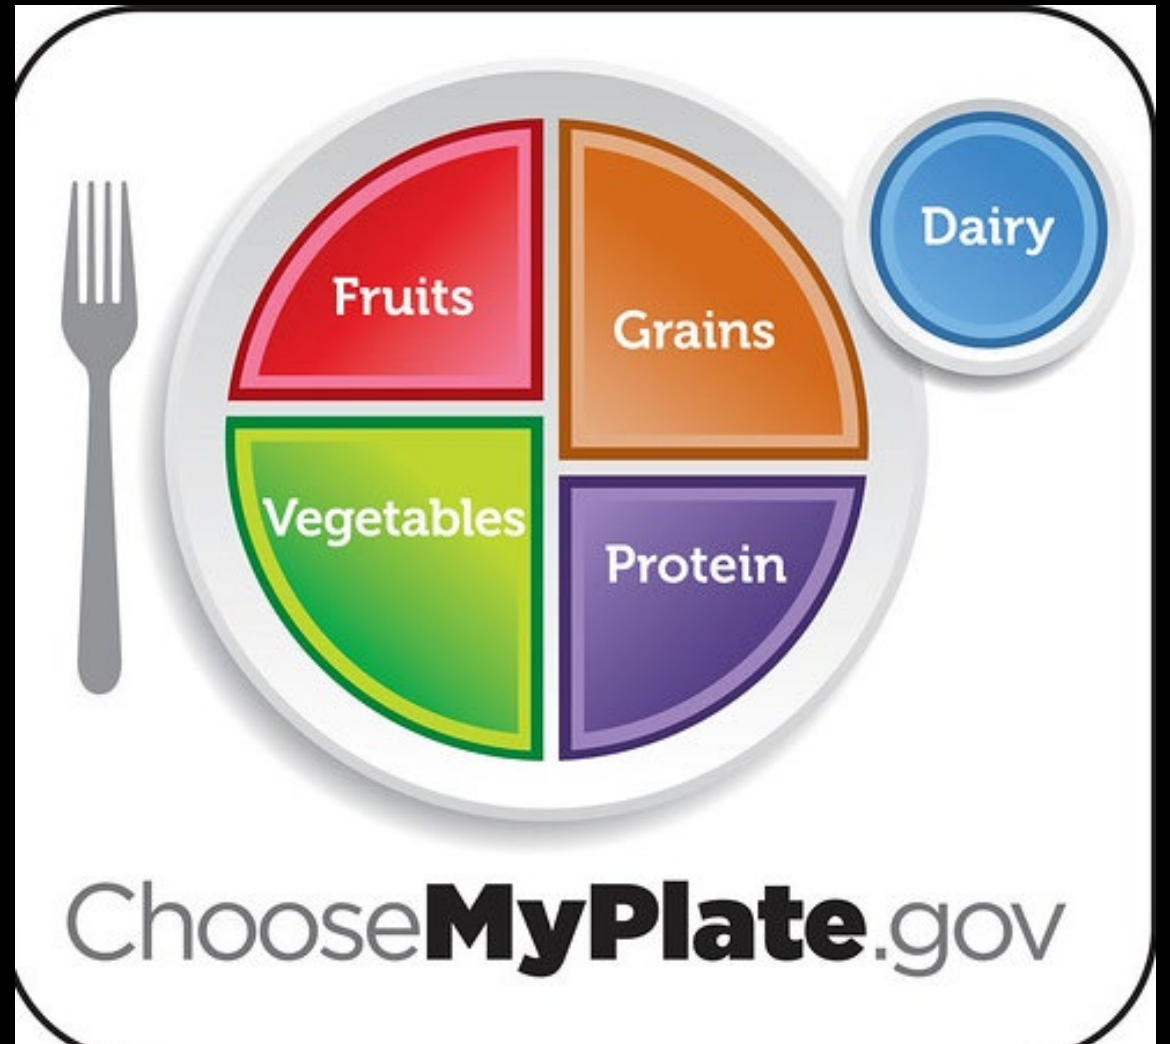 Fruits
Grains
Dairy
Vegetables
Protein
ChooseMyPlate.gov